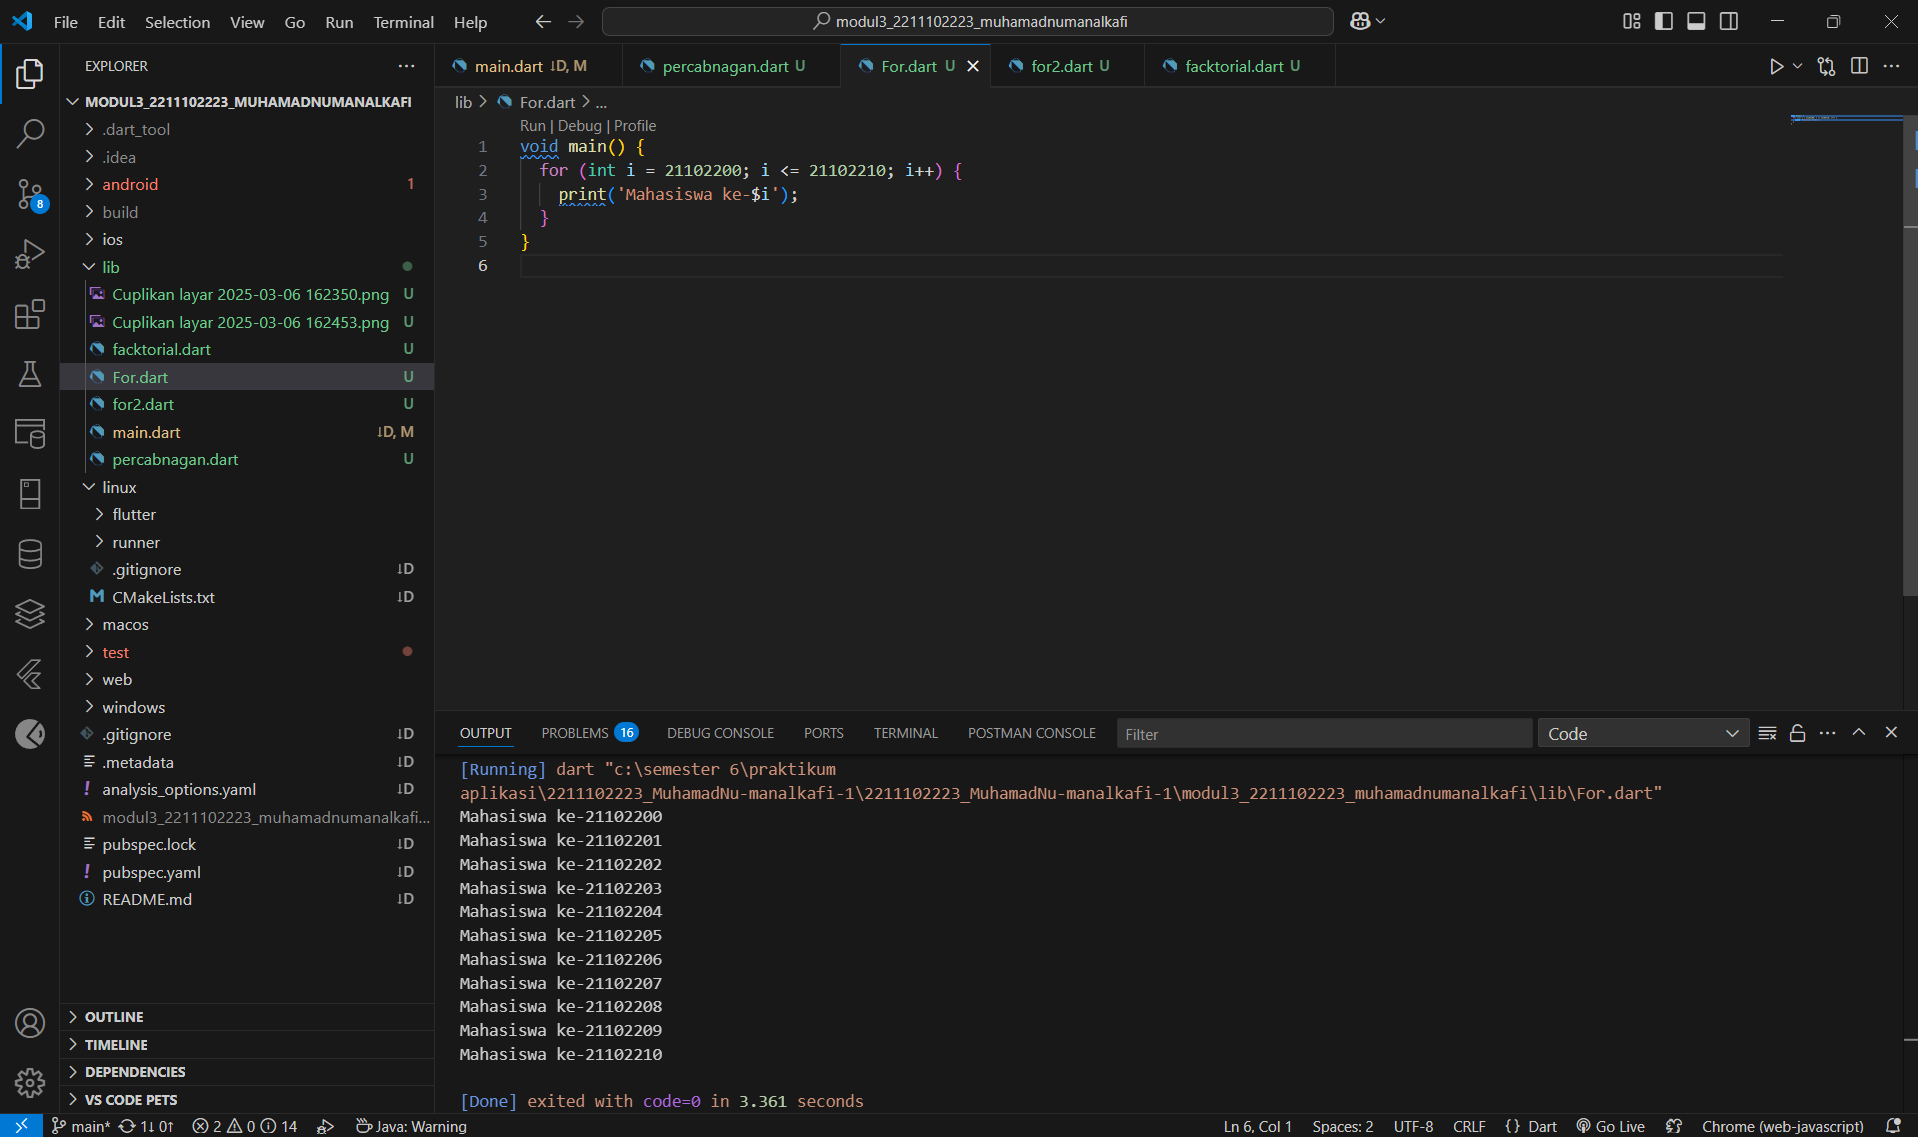 File Edit Selection View Go Run Terminal Help
modul3_2211102223_muhamadnumanalkafi
EXPLORER
MODUL3_2211102223_MUHAMADNUMANALKAFI
.dart_tool
.idea
android 1
build
ios
lib
Cuplikan layar 2025-03-06 162350.png U
Cuplikan layar 2025-03-06 162453.png U
facktorial.dart U
For.dart U
for2.dart U
main.dart ↓D, M
percabnagan.dart U
linux
flutter
runner
.gitignore ↓D
CMakeLists.txt ↓D
macos
test
web
windows
.gitignore ↓D
.metadata ↓D
analysis_options.yaml ↓D
modul3_2211102223_muhamadnumanalkafi...
pubspec.lock ↓D
pubspec.yaml ↓D
README.md ↓D
OUTLINE
TIMELINE
DEPENDENCIES
VS CODE PETS
8
main.dart ↓D, M percabnagan.dart U For.dart U for2.dart U facktorial.dart U
lib > For.dart > ...
Run | Debug | Profile
1 void main() {
2 for (int i = 21102200; i <= 21102210; i++) {
3 print('Mahasiswa ke-$i');
4 }
5 }
6
OUTPUT PROBLEMS 16 DEBUG CONSOLE PORTS TERMINAL POSTMAN CONSOLE Filter Code
[Running] dart "c:\semester 6\praktikum
aplikasi\2211102223_MuhamadNu-manalkafi-1\2211102223_MuhamadNu-manalkafi-1\modul3_2211102223_muhamadnumanalkafi\lib\For.dart"
Mahasiswa ke-21102200
Mahasiswa ke-21102201
Mahasiswa ke-21102202
Mahasiswa ke-21102203
Mahasiswa ke-21102204
Mahasiswa ke-21102205
Mahasiswa ke-21102206
Mahasiswa ke-21102207
Mahasiswa ke-21102208
Mahasiswa ke-21102209
Mahasiswa ke-21102210
[Done] exited with code=0 in 3.361 seconds
main* 1↓ 0↑ 2 0 14 Java: Warning Ln 6, Col 1 Spaces: 2 UTF-8 CRLF {} Dart Go Live Chrome (web-javascript)